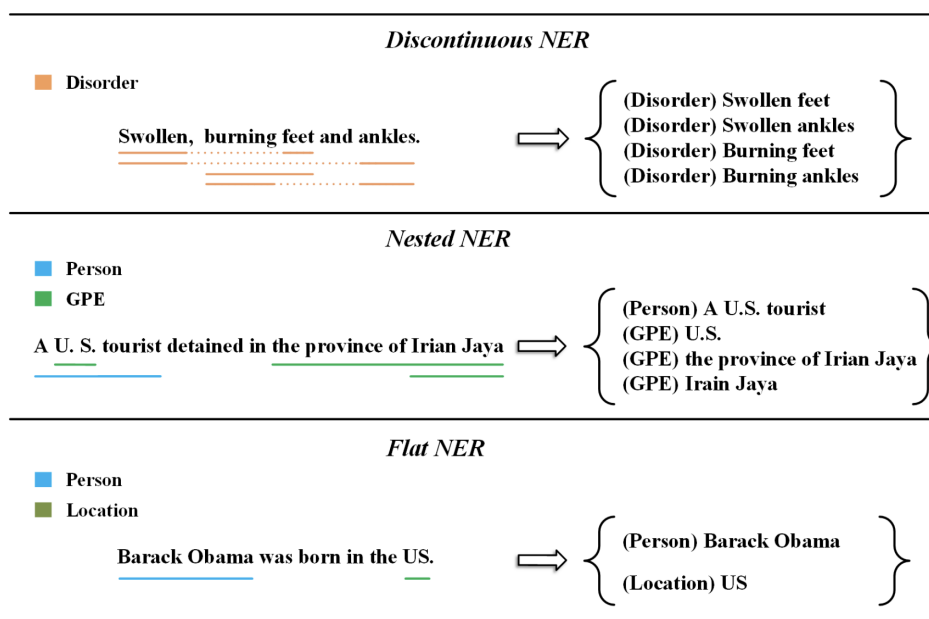 Discontinuous NER
Disorder
Swollen, burning feet and ankles.
(Disorder) Swollen feet
(Disorder) Swollen ankles
(Disorder) Burning feet
(Disorder) Burning ankles
Nested NER
Person
GPE
A U. S. tourist detained in the province of Irian Jaya
(Person) A U.S. tourist
(GPE) U.S.
(GPE) the province of Irian Jaya
(GPE) Irain Jaya
Flat NER
Person
Location
Barack Obama was born in the US.
(Person) Barack Obama
(Location) US